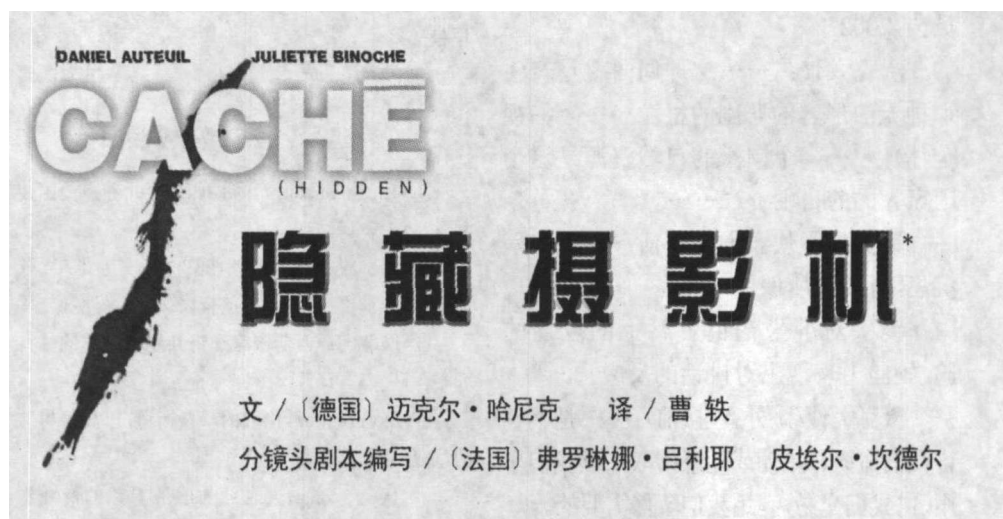 DANIEL AUTEUIL JULIETTE BINOCHE
CACHÉ
(HIDDEN)
隐藏摄影机*
文 / 〔德国〕迈克尔·哈尼克 译 / 曹轶
分镜头剧本编写 / 〔法国〕弗罗琳娜·吕利耶 皮埃尔·坎德尔